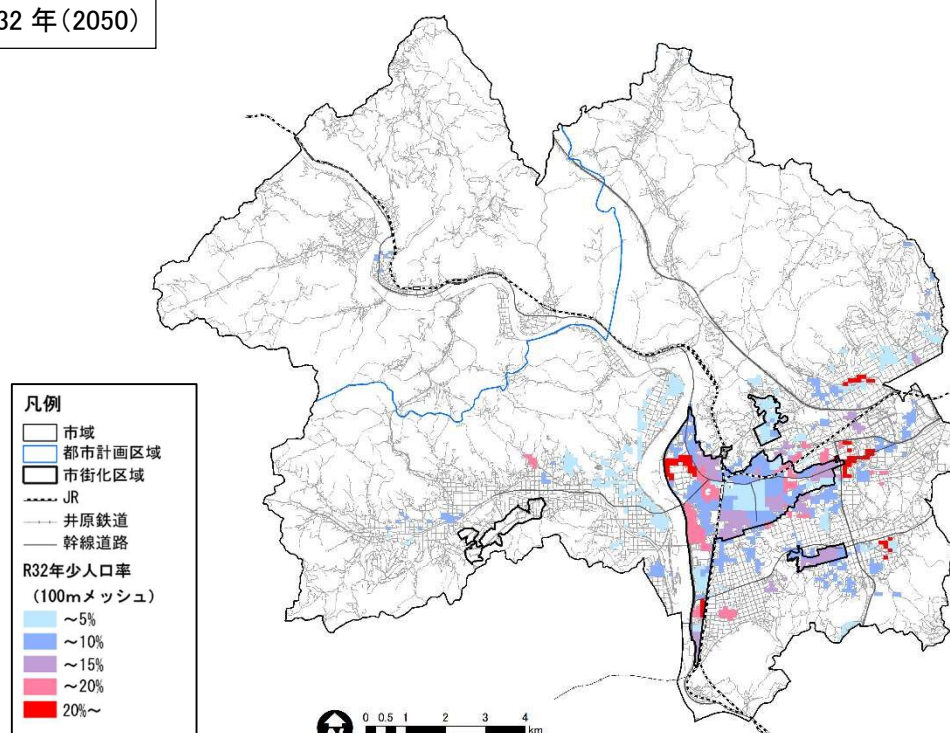 32 年(2050)
凡例
市域
都市計画区域
市街化区域
JR
井原鉄道
幹線道路
R32年少人口率
(100mメッシュ)
~5%
~10%
~15%
~20%
20%~
N
0 0.5 1 2 3 4
km